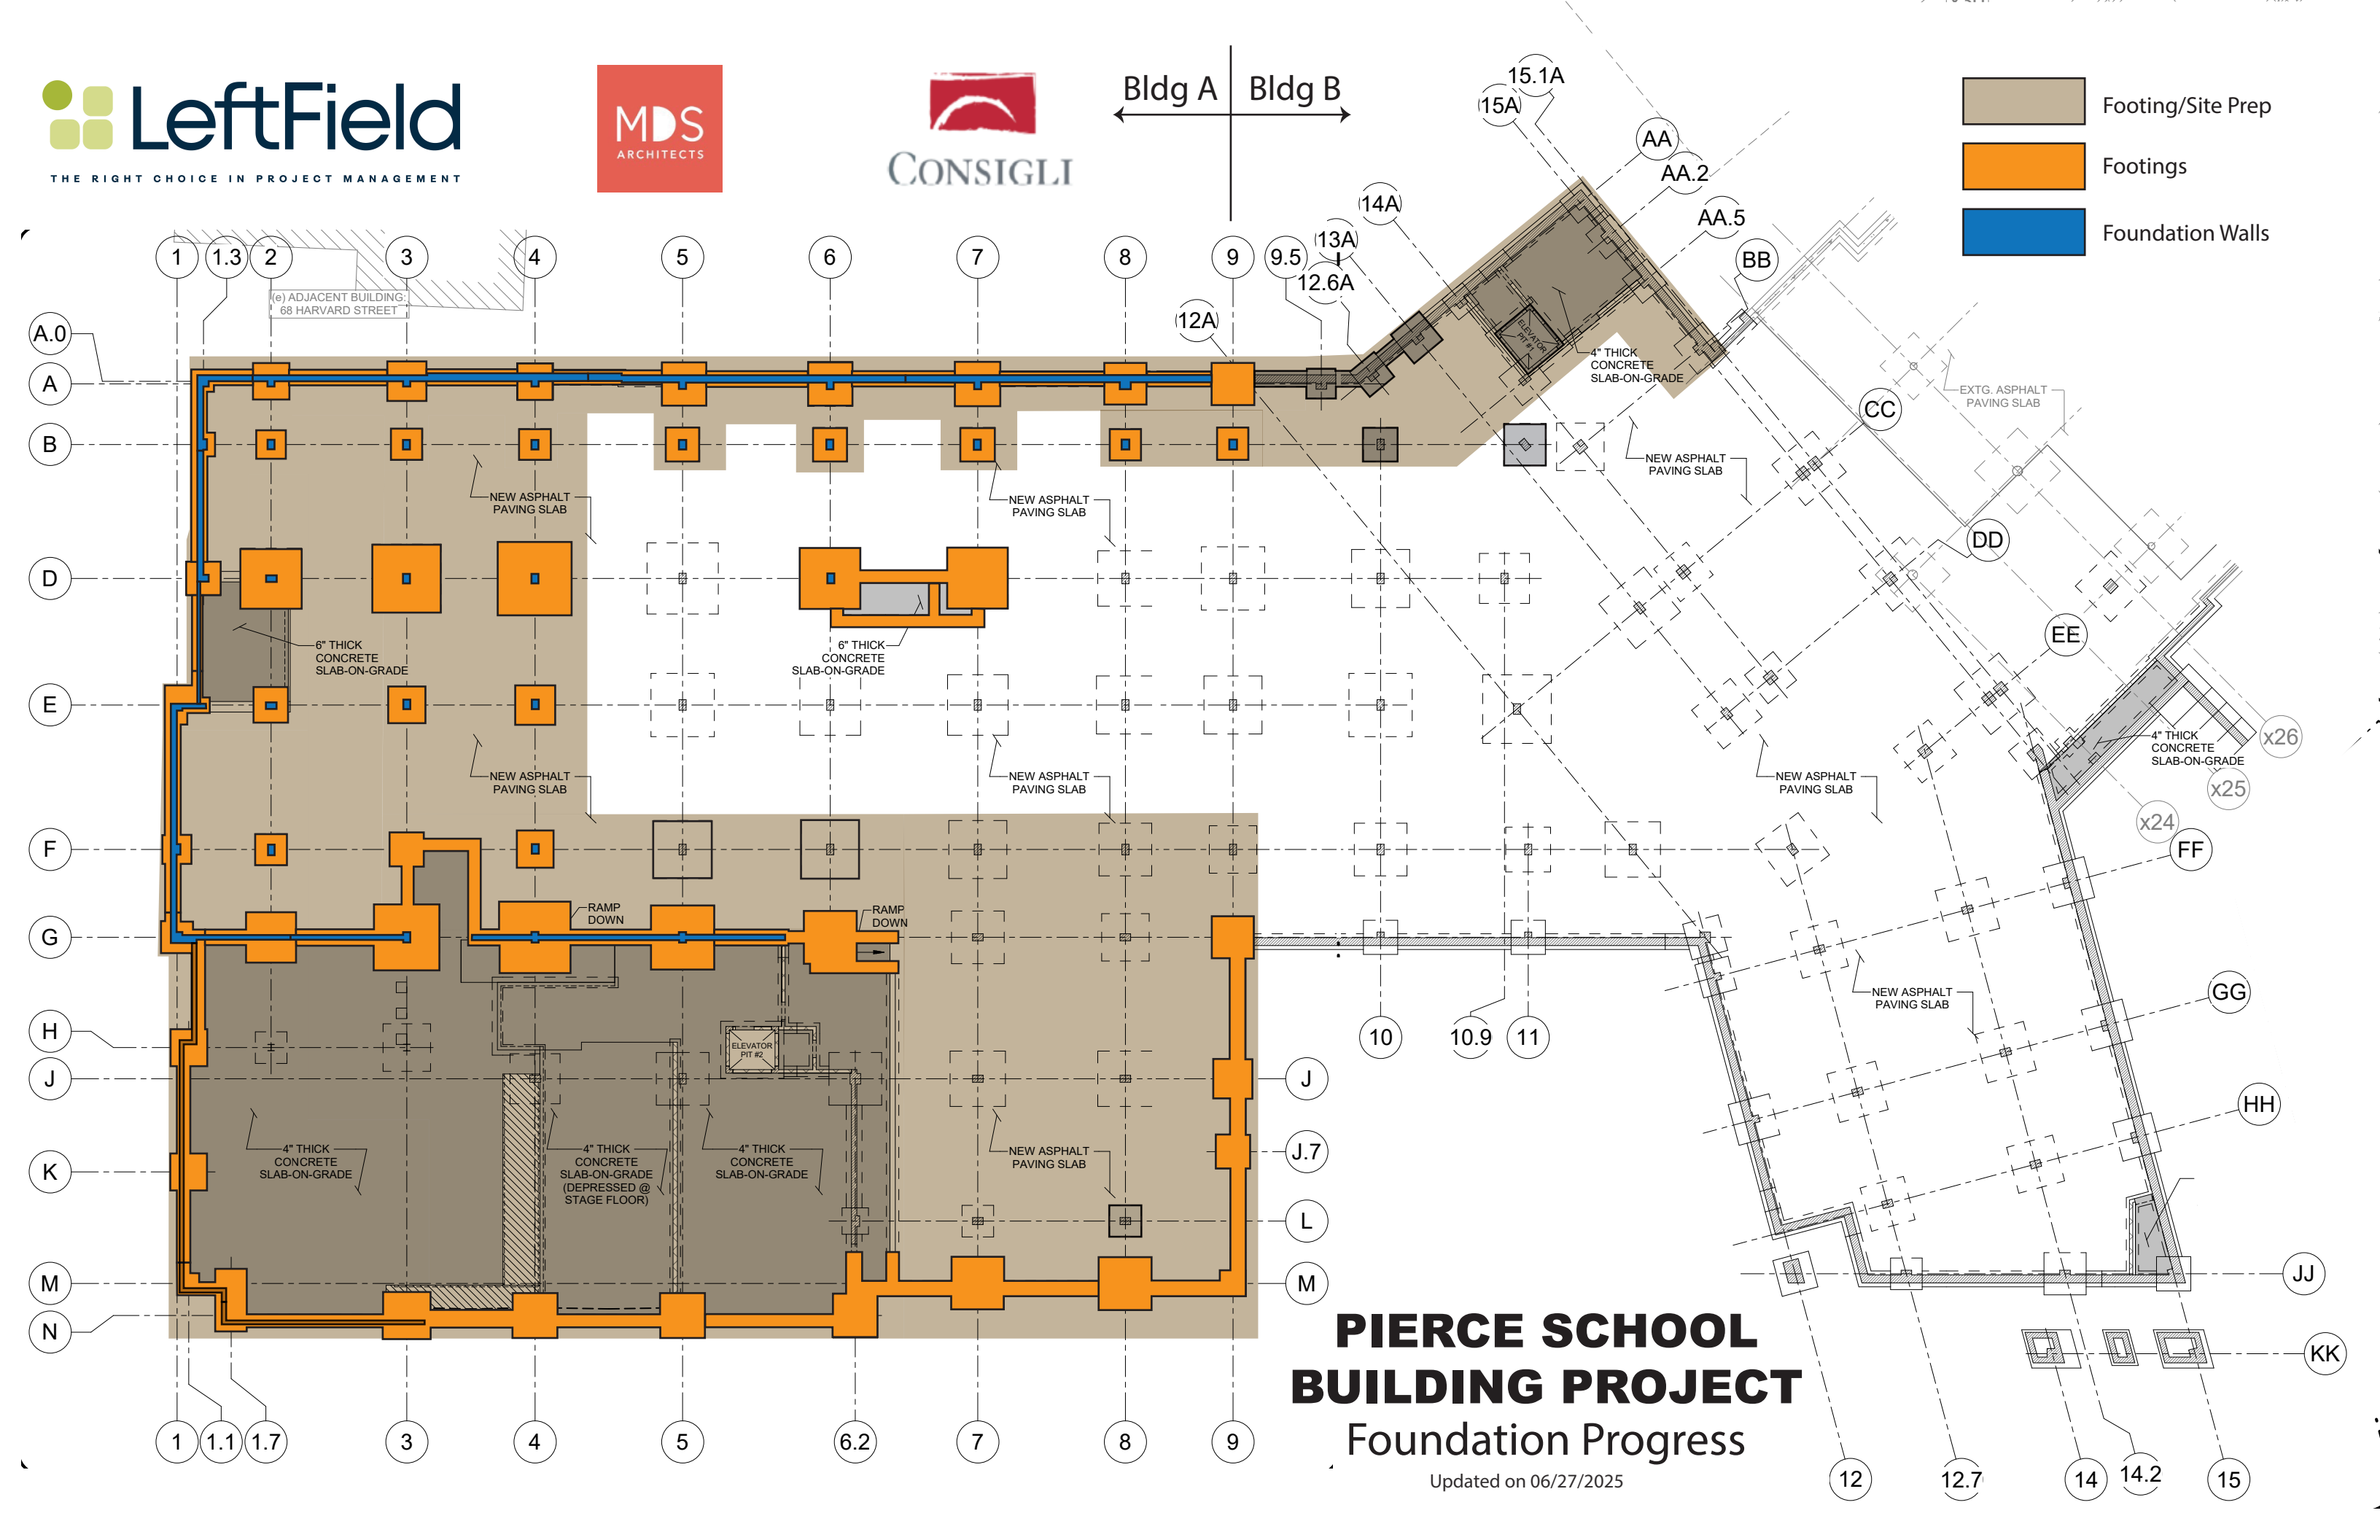 LeftField
THE RIGHT CHOICE IN PROJECT MANAGEMENT
MDS
ARCHITECTS
CONSIGLI
Bldg A
Bldg B
Footing/Site Prep
Footings
Foundation Walls
15.1A
15A
AA
AA.2
AA.5
BB
14A
13A
12.6A
12A
1
1.3
2
3
4
5
6
7
8
9
9.5
(e) ADJACENT BUILDING:
68 HARVARD STREET
A.0
A
B
D
E
F
G
H
J
K
M
N
ELEVATOR
PIT #1
4" THICK
CONCRETE
SLAB-ON-GRADE
EXTG. ASPHALT
PAVING SLAB
CC
DD
EE
NEW ASPHALT
PAVING SLAB
NEW ASPHALT
PAVING SLAB
NEW ASPHALT
PAVING SLAB
6" THICK
CONCRETE
SLAB-ON-GRADE
6" THICK
CONCRETE
SLAB-ON-GRADE
NEW ASPHALT
PAVING SLAB
NEW ASPHALT
PAVING SLAB
NEW ASPHALT
PAVING SLAB
4" THICK
CONCRETE
SLAB-ON-GRADE
x26
x25
x24
FF
GG
HH
JJ
KK
RAMP
DOWN
RAMP
DOWN
NEW ASPHALT
PAVING SLAB
10
10.9
11
ELEVATOR
PIT #2
J
J.7
L
M
4" THICK
CONCRETE
SLAB-ON-GRADE
4" THICK
CONCRETE
SLAB-ON-GRADE
(DEPRESSED @
STAGE FLOOR)
4" THICK
CONCRETE
SLAB-ON-GRADE
NEW ASPHALT
PAVING SLAB
1
1.1
1.7
3
4
5
6.2
7
8
9
12
12.7
14
14.2
15
PIERCE SCHOOL
BUILDING PROJECT
Foundation Progress
Updated on 06/27/2025